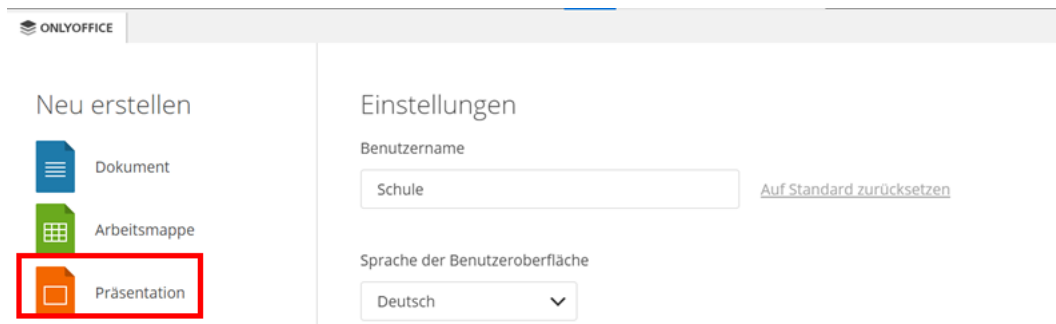 ONLYOFFICE
Neu erstellen
Dokument
Arbeitsmappe
Präsentation
Einstellungen
Benutzername
Schule
Auf Standard zurücksetzen
Sprache der Benutzeroberfläche
Deutsch